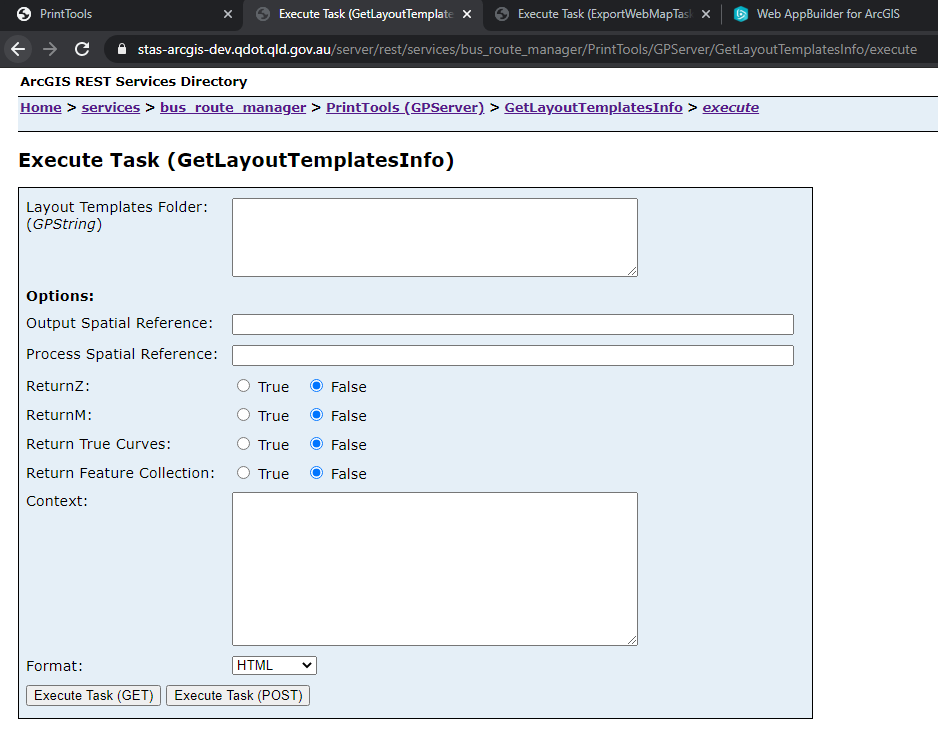 PrintTools
Execute Task (GetLayoutTemplate
Execute Task (ExportWebMapTask
Web AppBuilder for ArcGIS
stas-arcgis-dev.qdot.qld.gov.au/server/rest/services/bus_route_manager/PrintTools/GPServer/GetLayoutTemplatesInfo/execute
ArcGIS REST Services Directory
Home > services > bus_route_manager > PrintTools (GPServer) > GetLayoutTemplatesInfo > execute
Execute Task (GetLayoutTemplatesInfo)
Layout Templates Folder:
(GPString)
Options:
Output Spatial Reference:
Process Spatial Reference:
ReturnZ: True False
ReturnM: True False
Return True Curves: True False
Return Feature Collection: True False
Context:
Format: HTML
Execute Task (GET) Execute Task (POST)